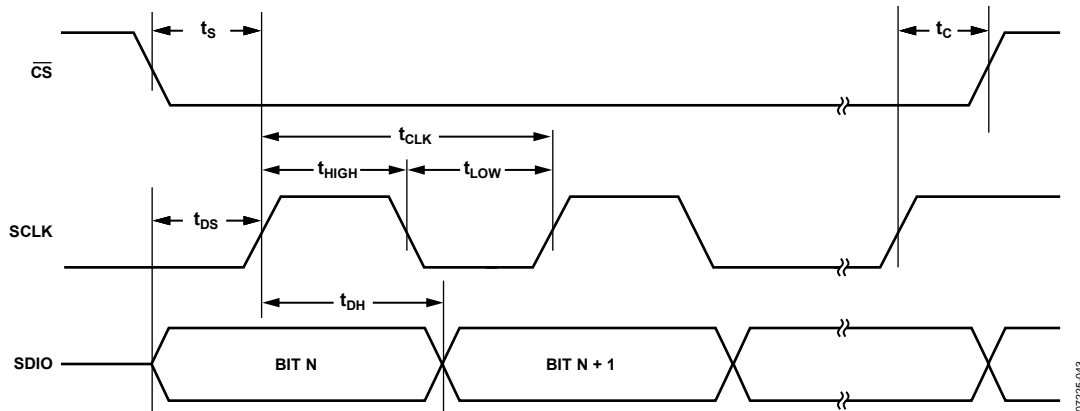 tS
tC
CS
tCLK
tHIGH
tLOW
tDS
SCLK
tDH
SDIO
BIT N
BIT N + 1
07225-043